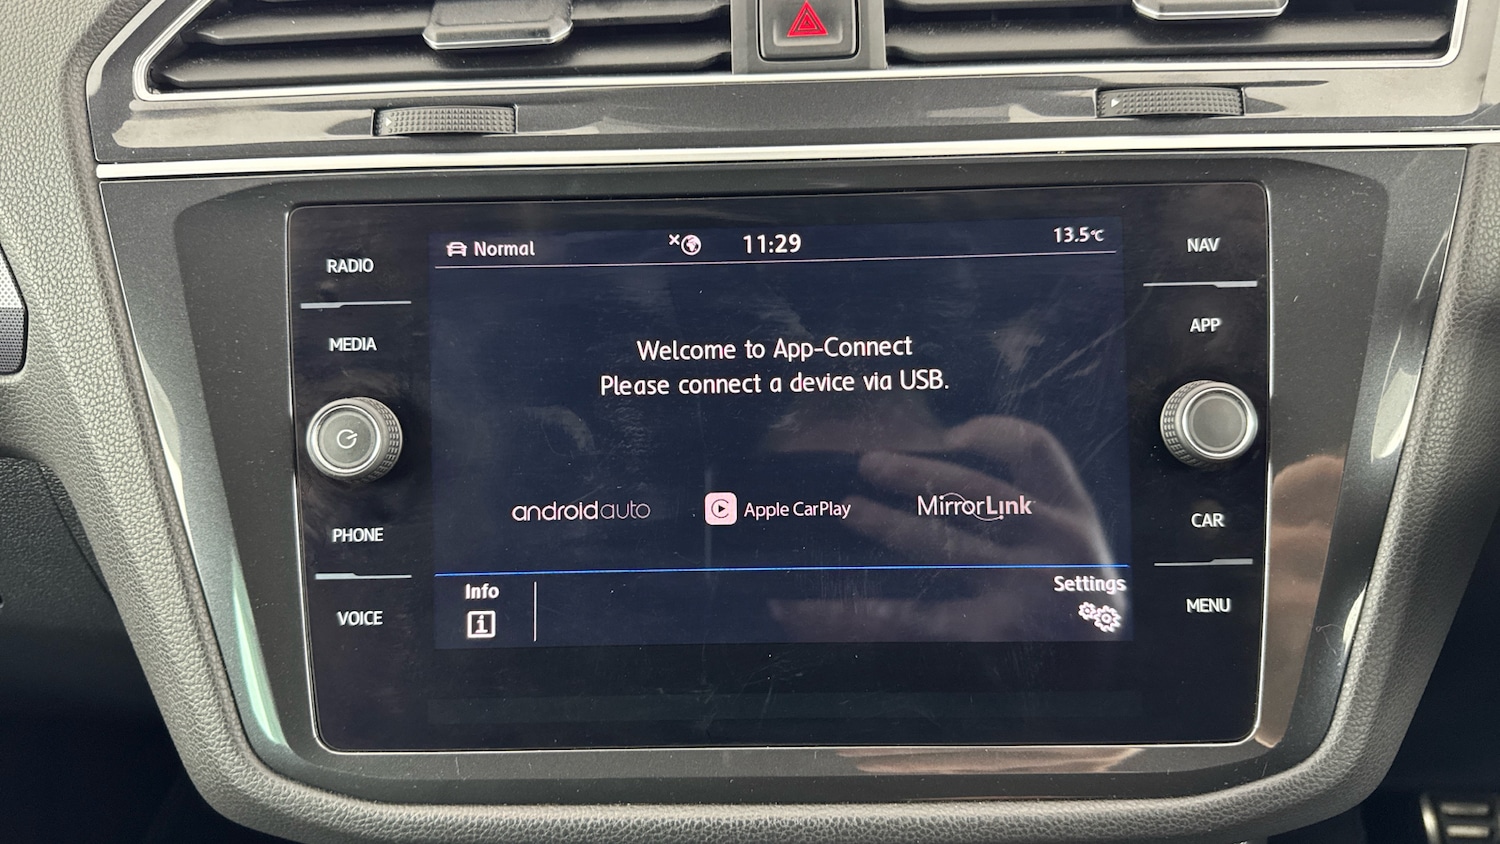 Normal 11:29 13.5°C
RADIO
MEDIA
PHONE
VOICE
Welcome to App-Connect
Please connect a device via USB.
androidauto Apple CarPlay MirrorLink
Info Settings
NAV
APP
CAR
MENU